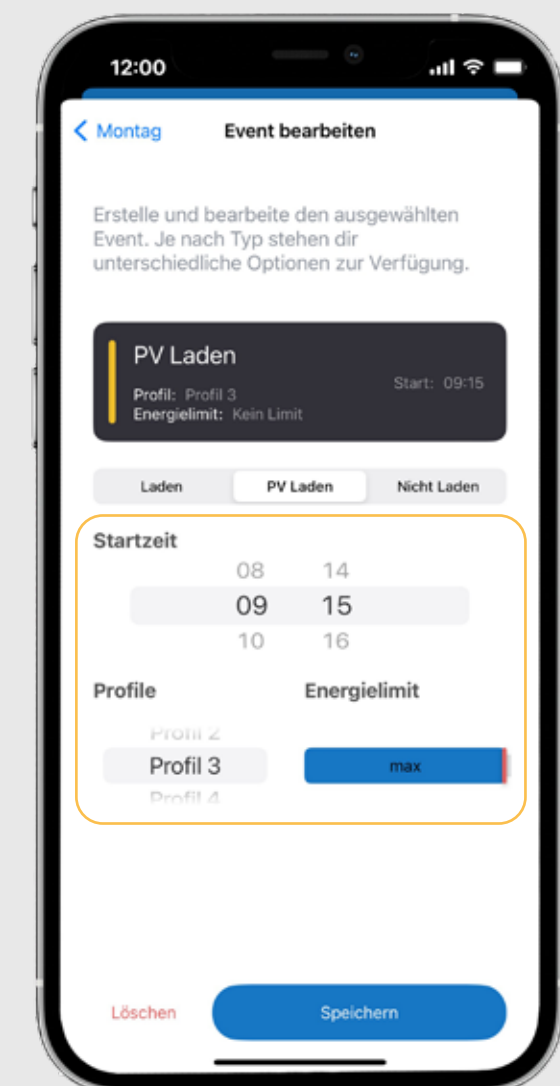 12:00
Montag
Event bearbeiten
Erstelle und bearbeite den ausgewählten
Event. Je nach Typ stehen dir
unterschiedliche Optionen zur Verfügung.
PV Laden
Profil: Profil 3
Start: 09:15
Energielimit: Kein Limit
Laden PV Laden Nicht Laden
Startzeit
08 14
09 15
10 16
Profile Energielimit
Profil 2
Profil 3 max
Profil 4
Löschen Speichern